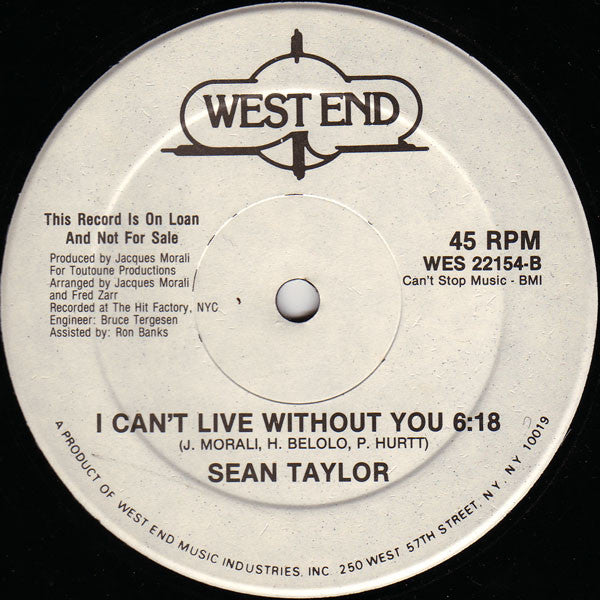 WEST END
This Record Is On Loan
And Not For Sale
Produced by Jacques Morali
For Toutoune Productions
Arranged by Jacques Morali
and Fred Zarr
Recorded at The Hit Factory, NYC
Engineer: Bruce Tergesen
Assisted by: Ron Banks
45 RPM
WES 22154-B
Can't Stop Music - BMI
I CAN'T LIVE WITHOUT YOU 6:18
(J. MORALI, H. BELOLO, P. HURTT)
SEAN TAYLOR
A PRODUCT OF WEST END MUSIC INDUSTRIES, INC. 250 WEST 57TH STREET, N.Y. NY 10019